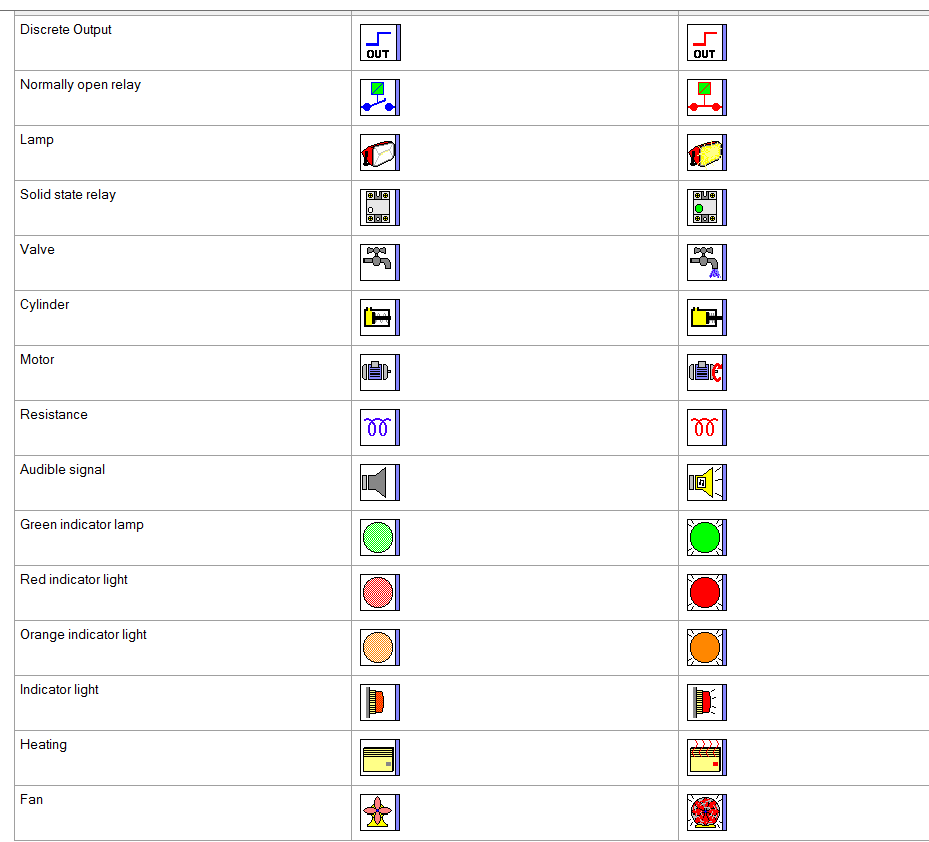 Discrete Output
OUT
OUT
Normally open relay
Lamp
Solid state relay
Valve
Cylinder
Motor
Resistance
Audible signal
Green indicator lamp
Red indicator light
Orange indicator light
Indicator light
Heating
Fan